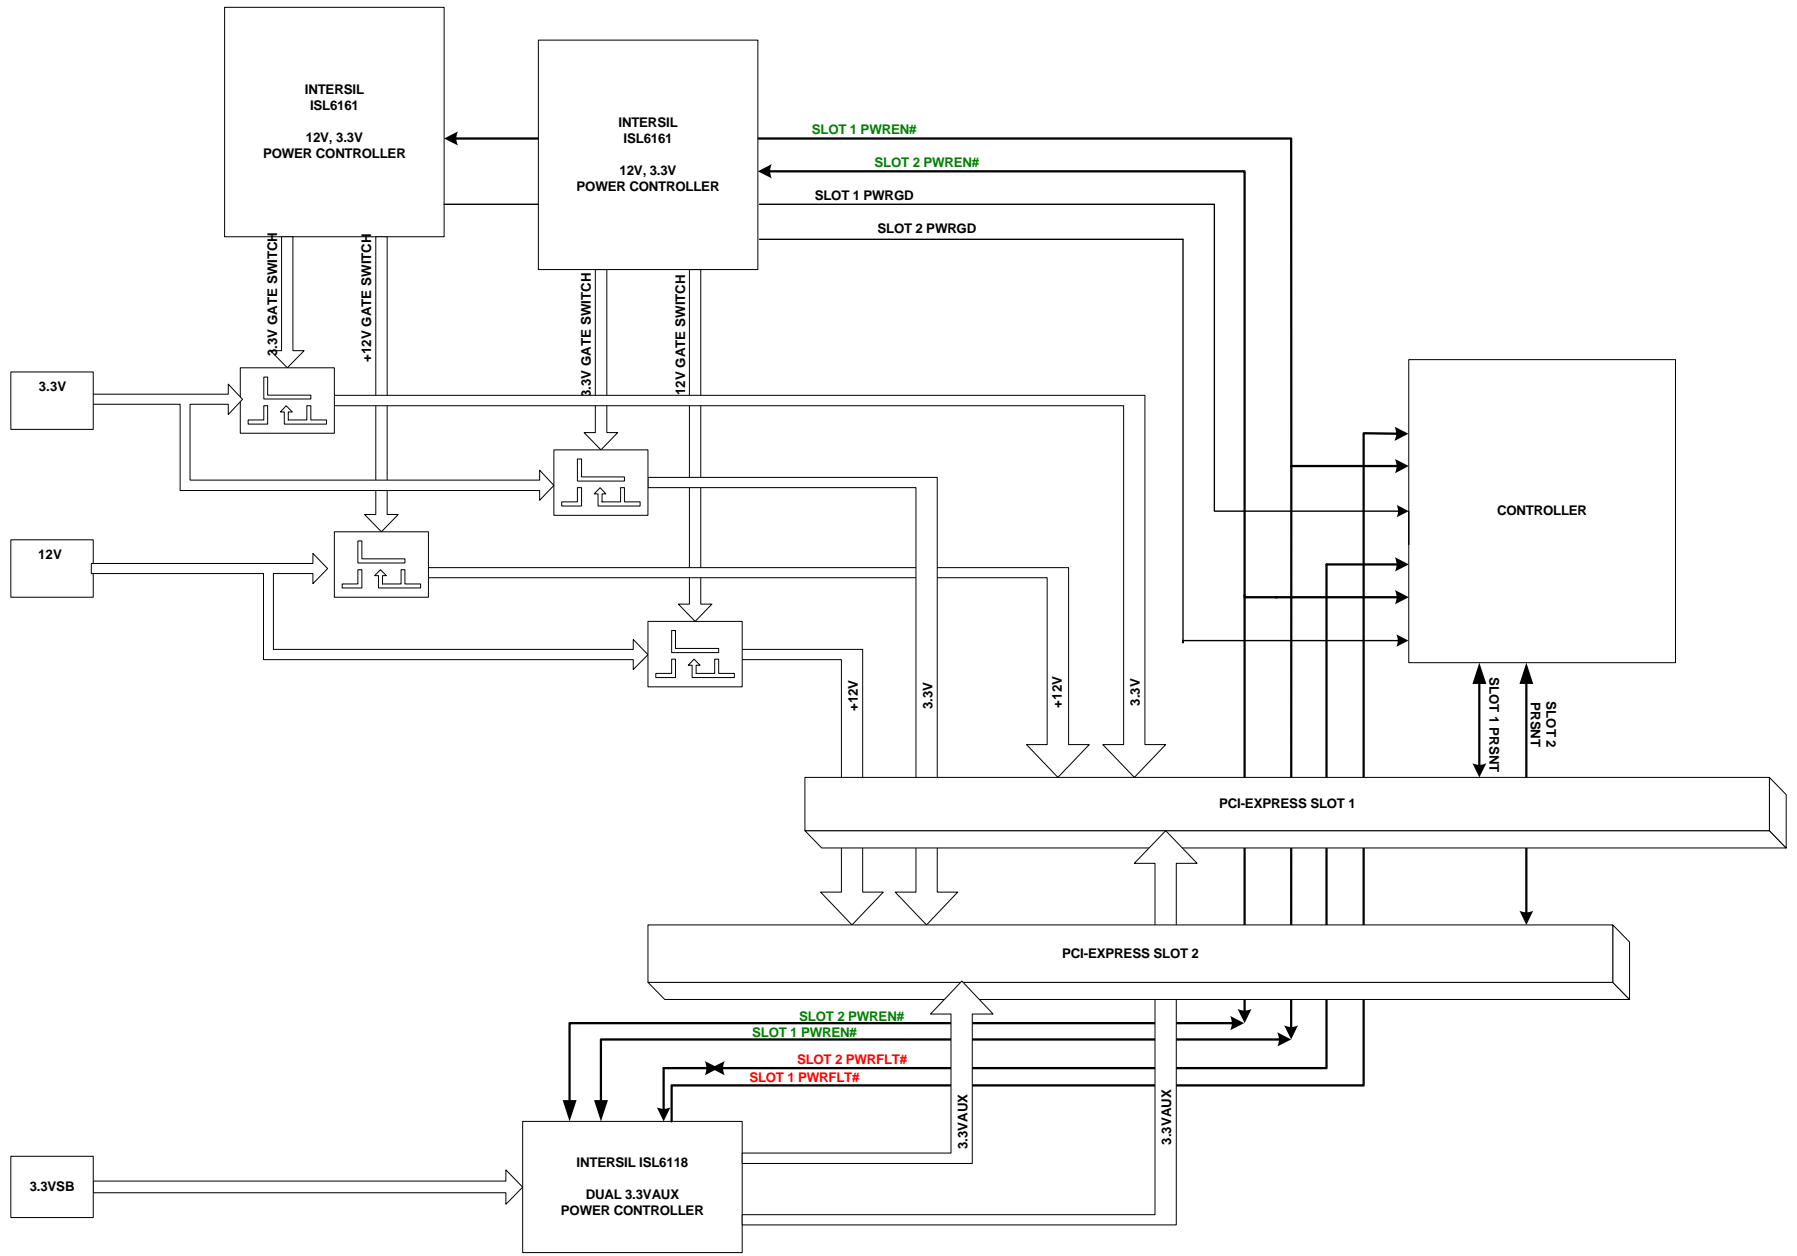 INTERSIL
ISL6161
12V, 3.3V
POWER CONTROLLER
INTERSIL
ISL6161
12V, 3.3V
POWER CONTROLLER
SLOT 1 PWREN#
SLOT 2 PWREN#
SLOT 1 PWRGD
SLOT 2 PWRGD
3.3V GATE SWITCH
+12V GATE SWITCH
3.3V GATE SWITCH
12V GATE SWITCH
3.3V
12V
CONTROLLER
+12V
3.3V
+12V
3.3V
SLOT 1 PRSNT
SLOT 2
PRSNT
PCI-EXPRESS SLOT 1
PCI-EXPRESS SLOT 2
SLOT 2 PWREN#
SLOT 1 PWREN#
SLOT 2 PWRFLT#
SLOT 1 PWRFLT#
3.3VAUX
3.3VAUX
3.3VSB
INTERSIL ISL6118
DUAL 3.3VAUX
POWER CONTROLLER